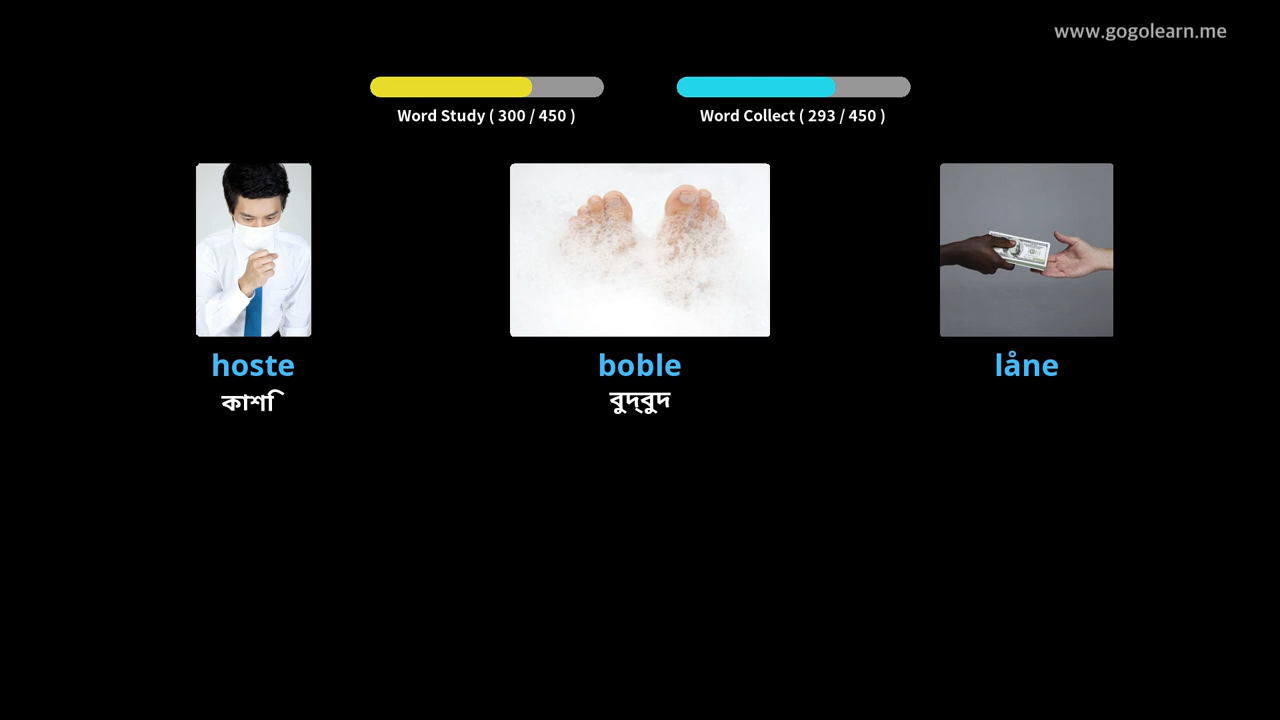 www.gogolearn.me
Word Study ( 300 / 450 )
Word Collect ( 293 / 450 )
hoste
boble
låne
কাশি
বুদ্বুদ